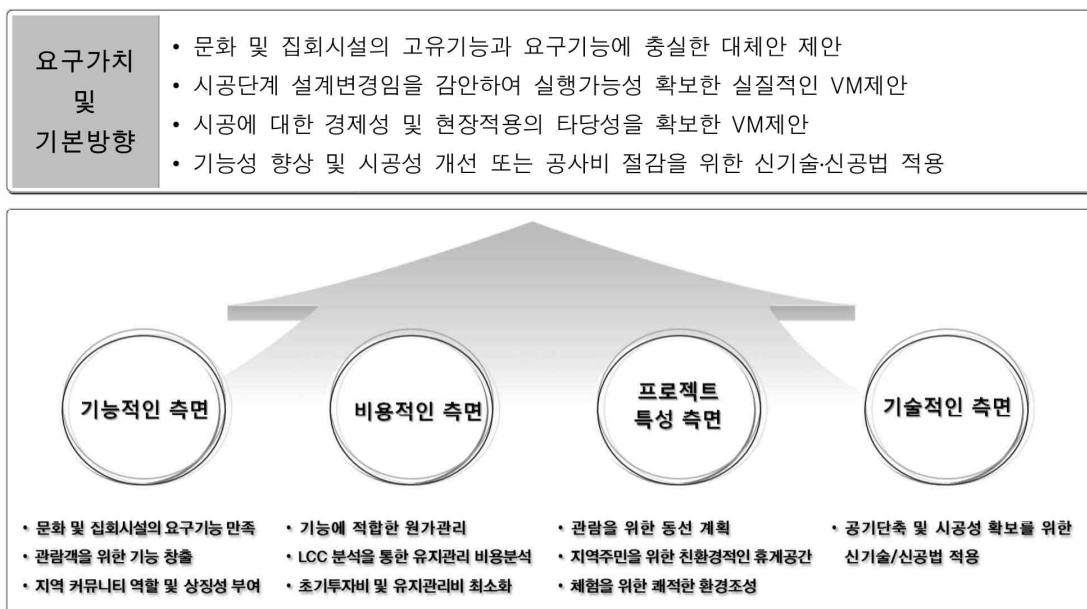 요구가치
및
기본방향
• 문화 및 집회시설의 고유기능과 요구기능에 충실한 대체안 제안
• 시공단계 설계변경임을 감안하여 실행가능성 확보한 실질적인 VM제안
• 시공에 대한 경제성 및 현장적용의 타당성을 확보한 VM제안
• 기능성 향상 및 시공성 개선 또는 공사비 절감을 위한 신기술·신공법 적용
기능적인 측면
비용적인 측면
프로젝트
특성 측면
기술적인 측면
• 문화 및 집회시설의 요구기능 만족
• 관람객을 위한 기능 창출
• 지역 커뮤니티 역할 및 상징성 부여
• 기능에 적합한 원가관리
• LCC 분석을 통한 유지관리 비용분석
• 초기투자비 및 유지관리비 최소화
• 관람을 위한 동선 계획
• 지역주민을 위한 친환경적인 휴게공간
• 체험을 위한 쾌적한 환경조성
• 공기단축 및 시공성 확보를 위한
신기술/신공법 적용